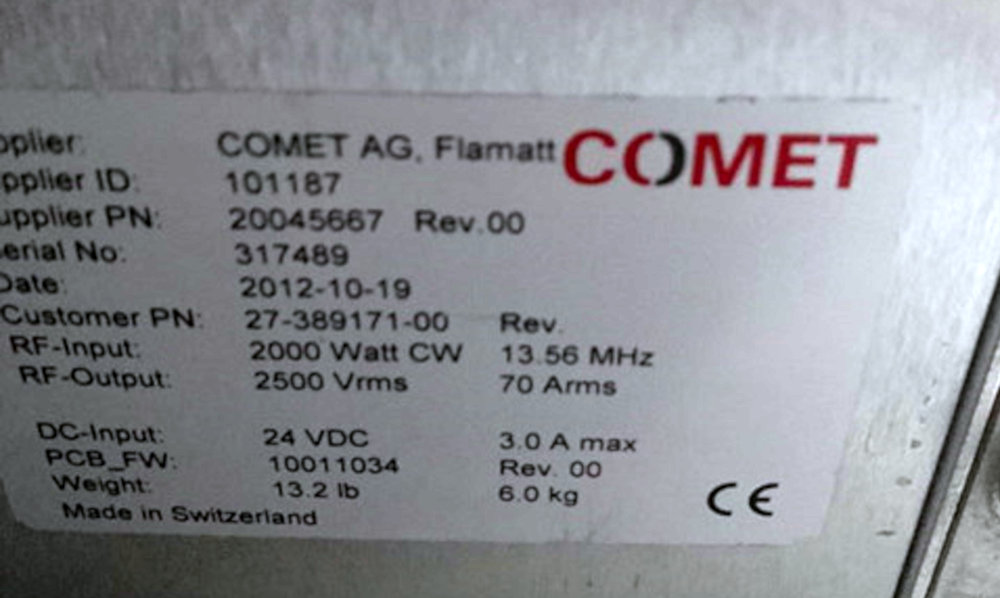 pplier: COMET AG, Flamatt COMET
pplier ID: 101187
upplier PN: 20045667 Rev.00
erial No: 317489
Date: 2012-10-19
Customer PN: 27-389171-00 Rev.
RF-Input: 2000 Watt CW 13.56 MHz
RF-Output: 2500 Vrms 70 Arms
DC-Input: 24 VDC 3.0 A max
PCB_FW: 10011034 Rev. 00
Weight: 13.2 lb 6.0 kg
Made in Switzerland CE